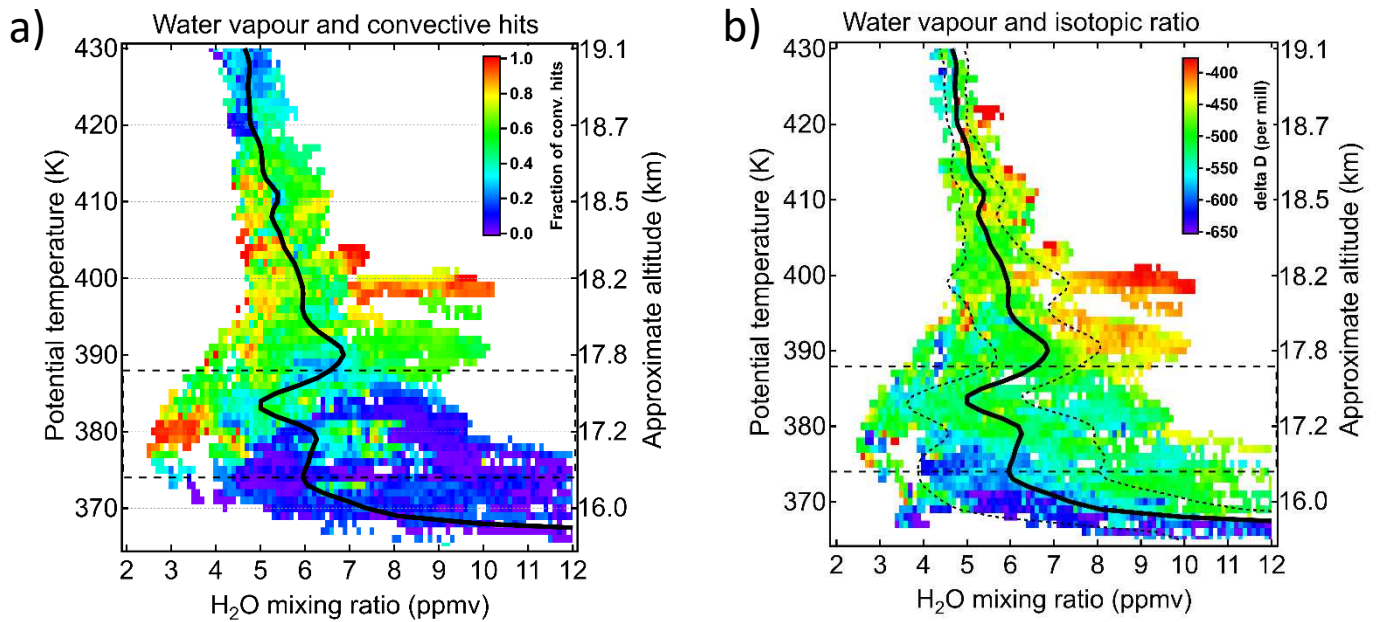 a)
Water vapour and convective hits
430
420
410
400
390
380
370
Potential temperature (K)
19.1
18.7
18.5
18.2
17.8
17.2
16.0
Approximate altitude (km)
1.0
0.8
0.6
0.4
0.2
0.0
Fraction of conv. hits
2 3 4 5 6 7 8 9 10 11 12
H₂O mixing ratio (ppmv)
b)
Water vapour and isotopic ratio
430
420
410
400
390
380
370
Potential temperature (K)
19.1
18.7
18.5
18.2
17.8
17.2
16.0
Approximate altitude (km)
-400
-450
-500
-550
-600
-650
delta D (per mill)
2 3 4 5 6 7 8 9 10 11 12
H₂O mixing ratio (ppmv)